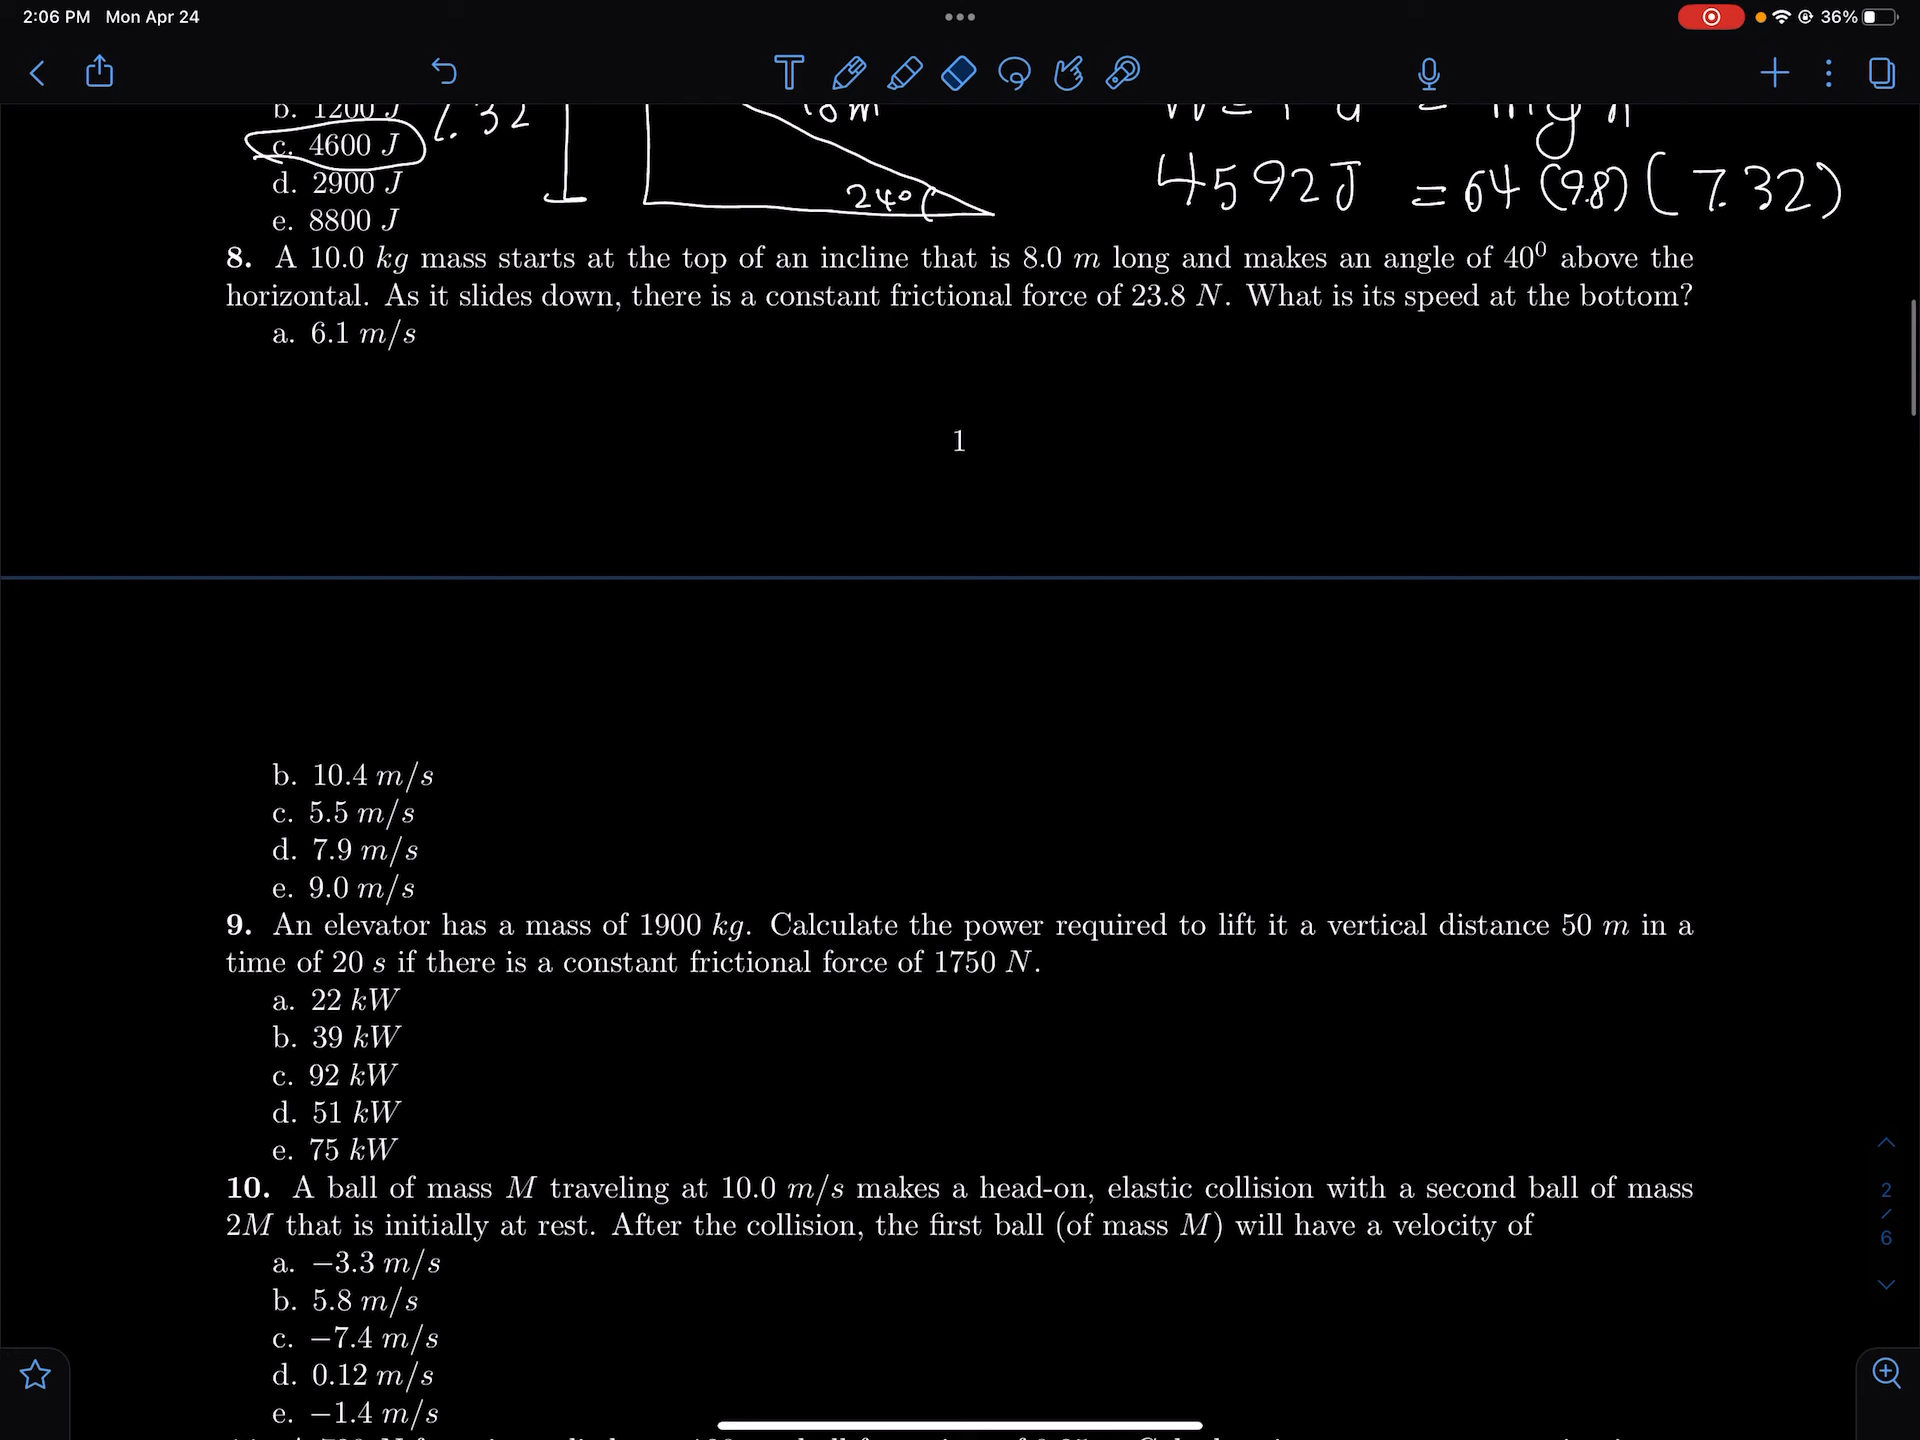 2:06 PM Mon Apr 24
36%
b. 1200 J
7.32
18m
c. 4600 J
4592J = 64 (9.8) ( 7.32)
d. 2900 J
24°
e. 8800 J
8. A 10.0 kg mass starts at the top of an incline that is 8.0 m long and makes an angle of 40⁰ above the
horizontal. As it slides down, there is a constant frictional force of 23.8 N. What is its speed at the bottom?
a. 6.1 m/s
1
b. 10.4 m/s
c. 5.5 m/s
d. 7.9 m/s
e. 9.0 m/s
9. An elevator has a mass of 1900 kg. Calculate the power required to lift it a vertical distance 50 m in a
time of 20 s if there is a constant frictional force of 1750 N.
a. 22 kW
b. 39 kW
c. 92 kW
d. 51 kW
e. 75 kW
10. A ball of mass M traveling at 10.0 m/s makes a head-on, elastic collision with a second ball of mass
2M that is initially at rest. After the collision, the first ball (of mass M) will have a velocity of
a. −3.3 m/s
b. 5.8 m/s
c. −7.4 m/s
d. 0.12 m/s
e. −1.4 m/s
2
/
6